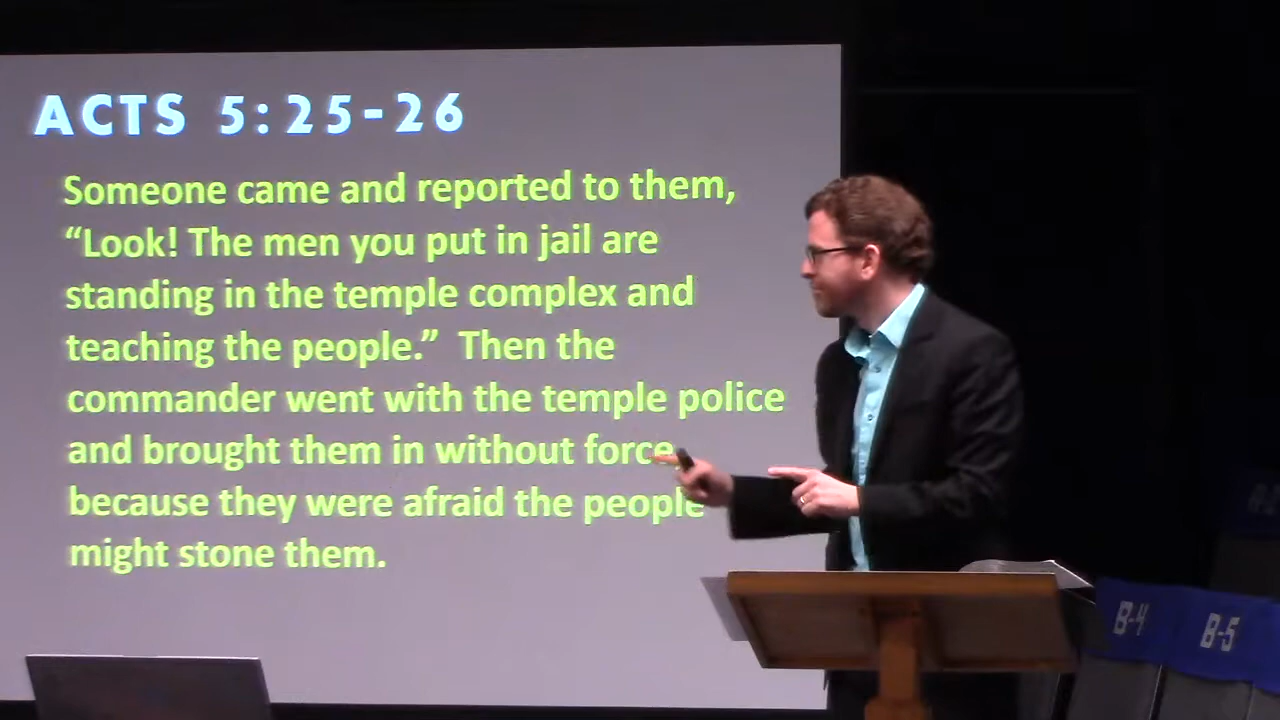 ACTS 5:25-26
Someone came and reported to them,
“Look! The men you put in jail are
standing in the temple complex and
teaching the people.” Then the
commander went with the temple police
and brought them in without force
because they were afraid the people
might stone them.
B-4
B-5